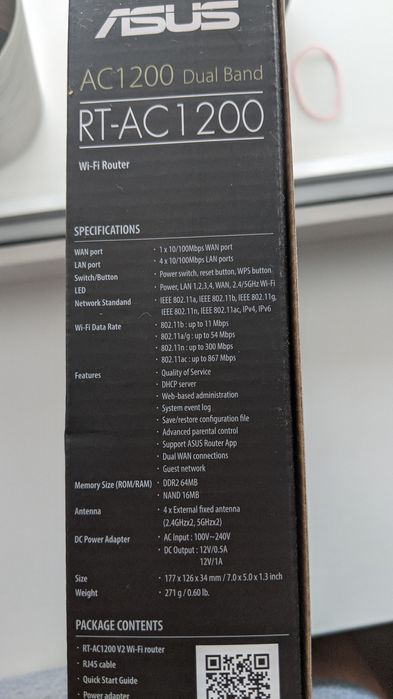 ASUS
AC1200 Dual Band
RT-AC1200
Wi-Fi Router
SPECIFICATIONS
WAN port · 1 x 10/100Mbps WAN port
LAN port · 4 x 10/100Mbps LAN ports
Switch/Button · Power switch, reset button, WPS button
LED · Power, LAN 1,2,3,4, WAN, 2.4/5GHz Wi-Fi
Network Standand · IEEE 802.11a, IEEE 802.11b, IEEE 802.11g,
IEEE 802.11n, IEEE 802.11ac, IPv4, IPv6
Wi-Fi Data Rate · 802.11b : up to 11 Mbps
· 802.11a/g : up to 54 Mbps
· 802.11n : up to 300 Mbps
· 802.11ac : up to 867 Mbps
Features · Quality of Service
· DHCP server
· Web-based administration
· System event log
· Save/restore configuration file
· Advanced parental control
· Support ASUS Router App
· Dual WAN connections
· Guest network
Memory Size (ROM/RAM) · DDR2 64MB
· NAND 16MB
Antenna · 4 x External fixed antenna
(2.4GHzx2, 5GHzx2)
DC Power Adapter · AC Input : 100V~240V
· DC Output : 12V/0.5A
12V/1A
Size · 177 x 126 x 34 mm / 7.0 x 5.0 x 1.3 inch
Weight · 271 g / 0.60 lb.
PACKAGE CONTENTS
· RT-AC1200 V2 Wi-Fi router
· RJ45 cable
· Quick Start Guide
· Power adapter